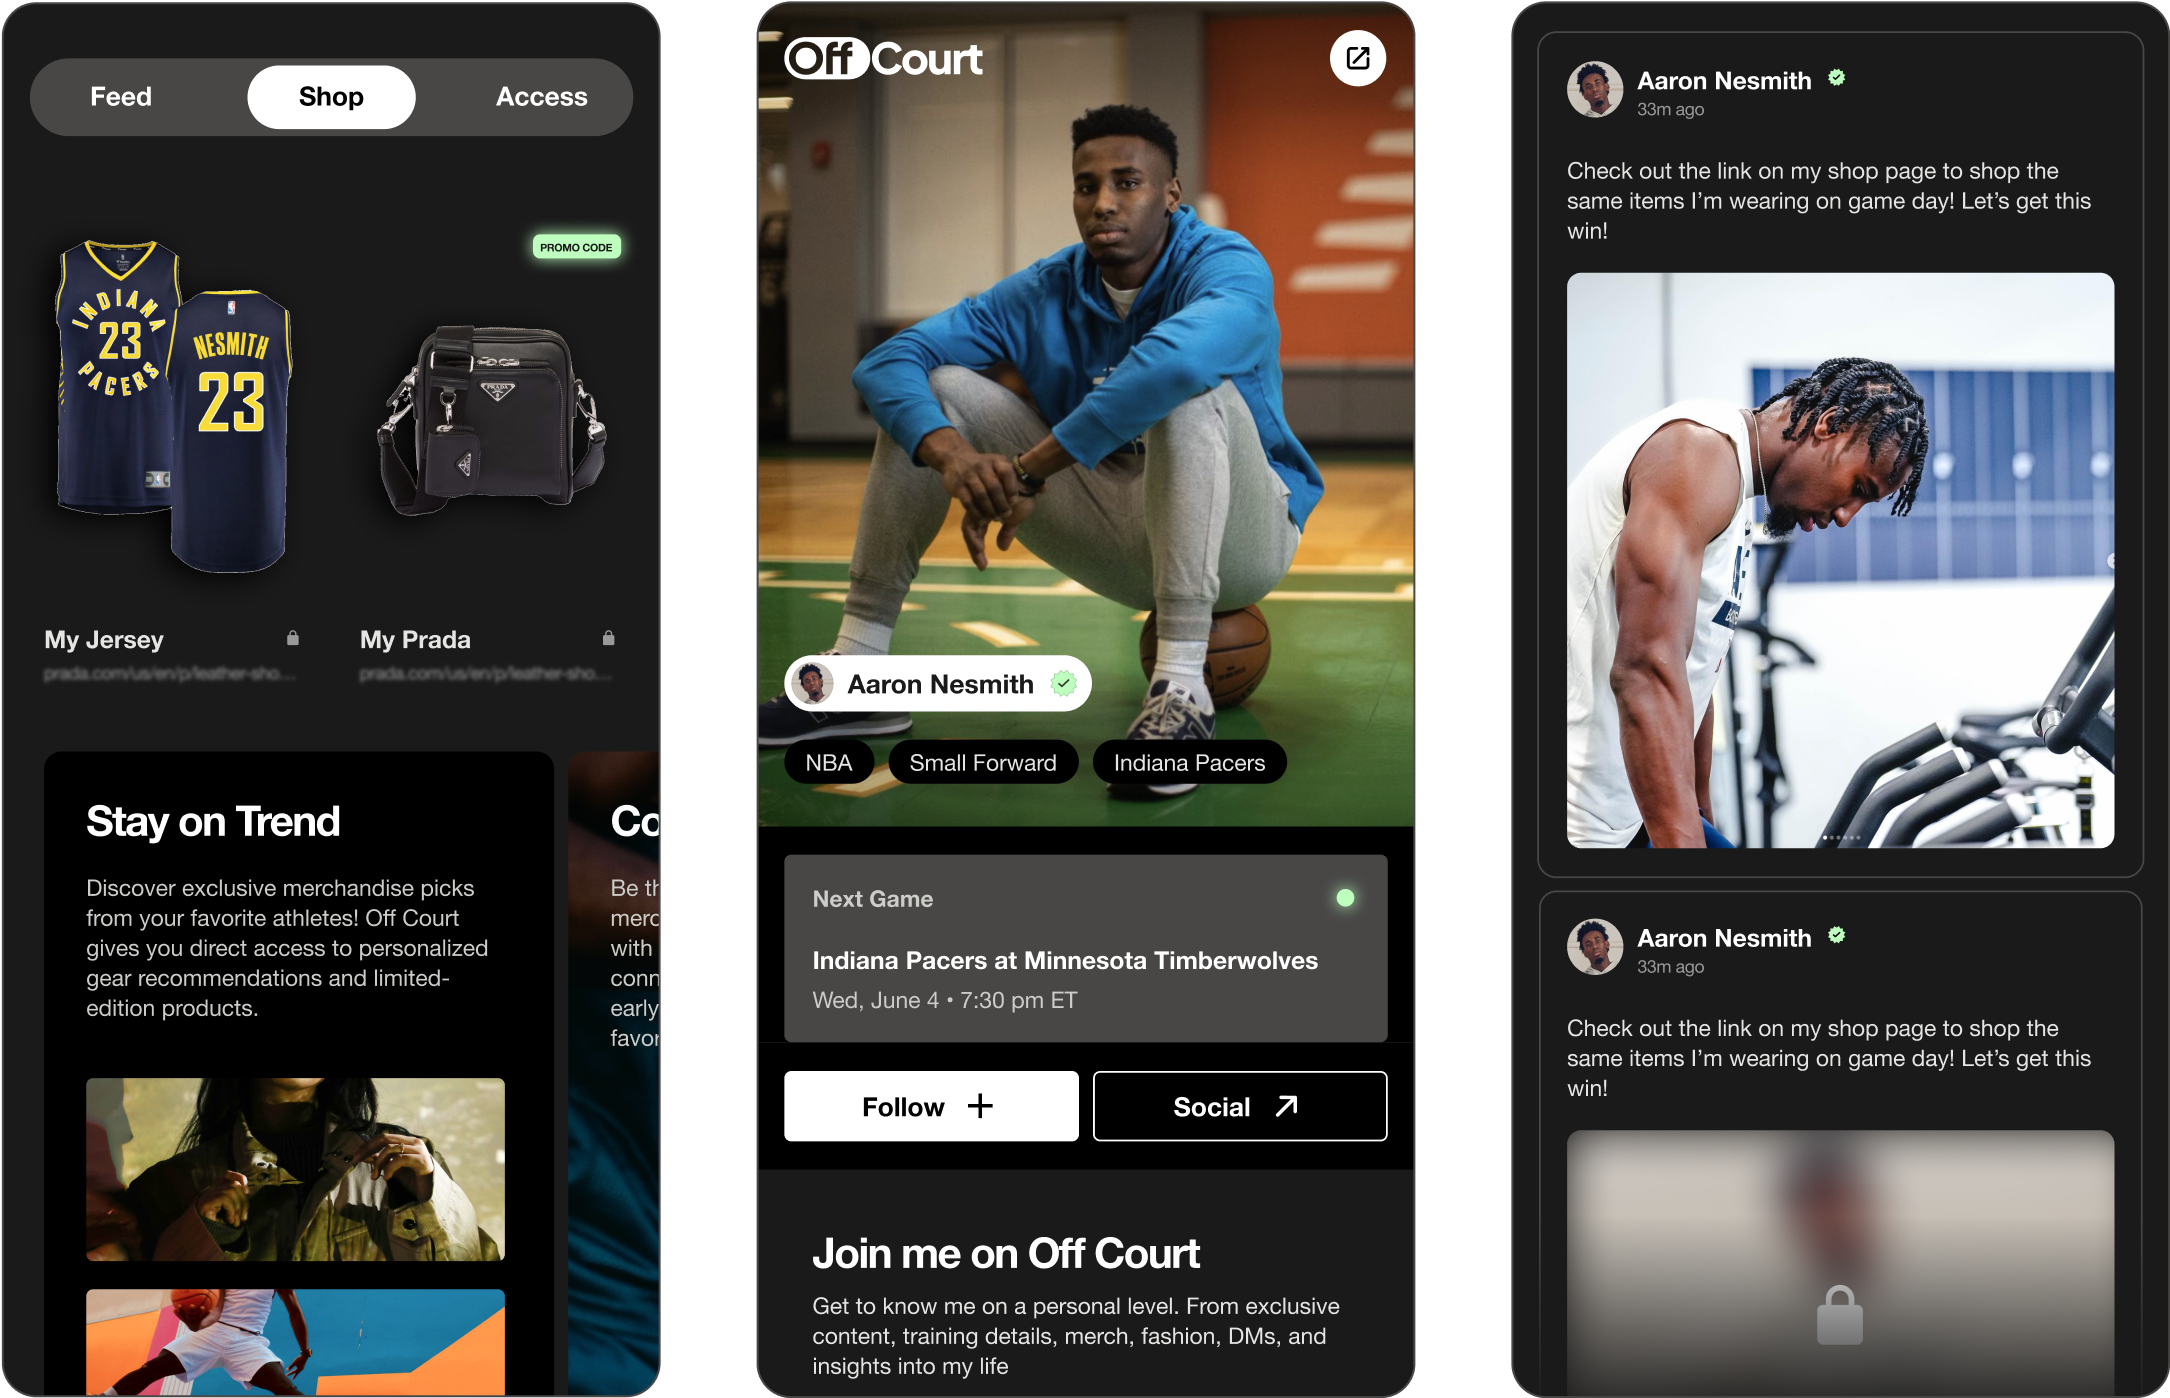 Feed
Shop
Access
PROMO CODE
INDIANA
23
PACERS
NESMITH
23
PRADA
My Jersey
My Prada
prada.com/us/en/p/leather-sho...
prada.com/us/en/p/leather-sho...
Stay on Trend
Discover exclusive merchandise picks
from your favorite athletes! Off Court
gives you direct access to personalized
gear recommendations and limited-
edition products.
Co
Be th
merc
with
conn
early
favor
Off Court
Aaron Nesmith
NBA
Small Forward
Indiana Pacers
Next Game
Indiana Pacers at Minnesota Timberwolves
Wed, June 4 • 7:30 pm ET
Follow +
Social
Join me on Off Court
Get to know me on a personal level. From exclusive
content, training details, merch, fashion, DMs, and
insights into my life
Aaron Nesmith
33m ago
Check out the link on my shop page to shop the
same items I’m wearing on game day! Let’s get this
win!
Aaron Nesmith
33m ago
Check out the link on my shop page to shop the
same items I’m wearing on game day! Let’s get this
win!